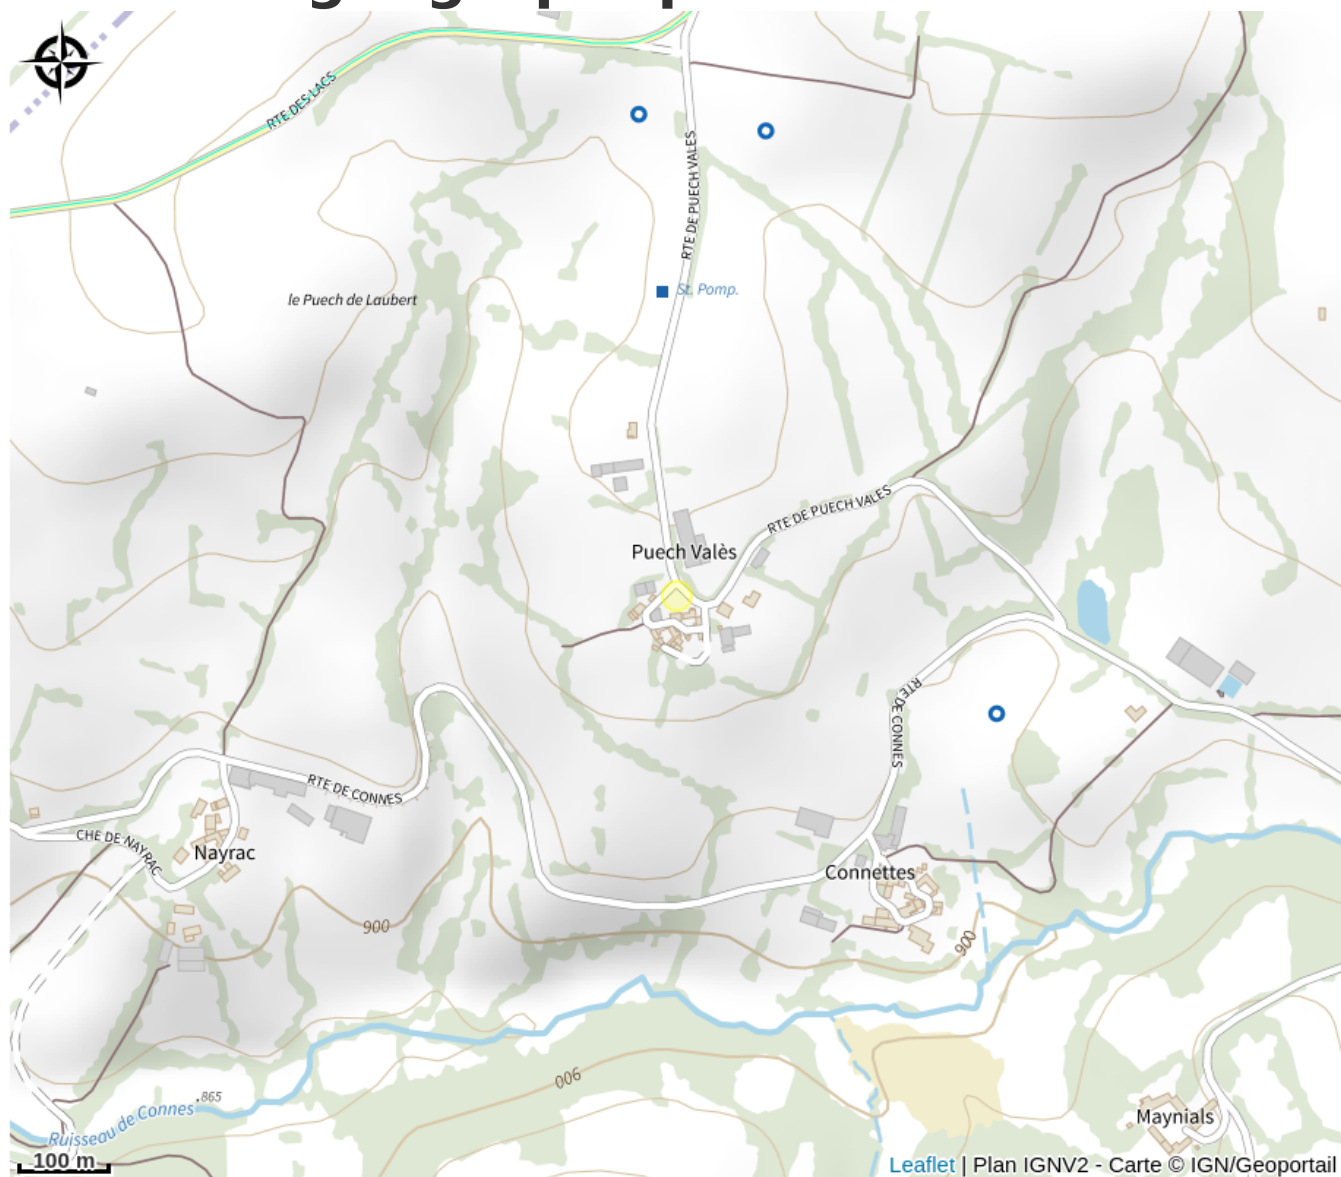 RTE DES LACS
RTE DE PUECH VALES
le Puech de Laubert
St. Pomp.
RTE DE PUECH VALES
Puech Valès
RTE DE CONNES
RTE DE CONNES
CHE DE NAYRAC
Nayrac
Connettes
900
900
900
.865
Ruisseau de Connes
Maynials
100 m
Leaflet | Plan IGNV2 - Carte © IGN/Geoportail